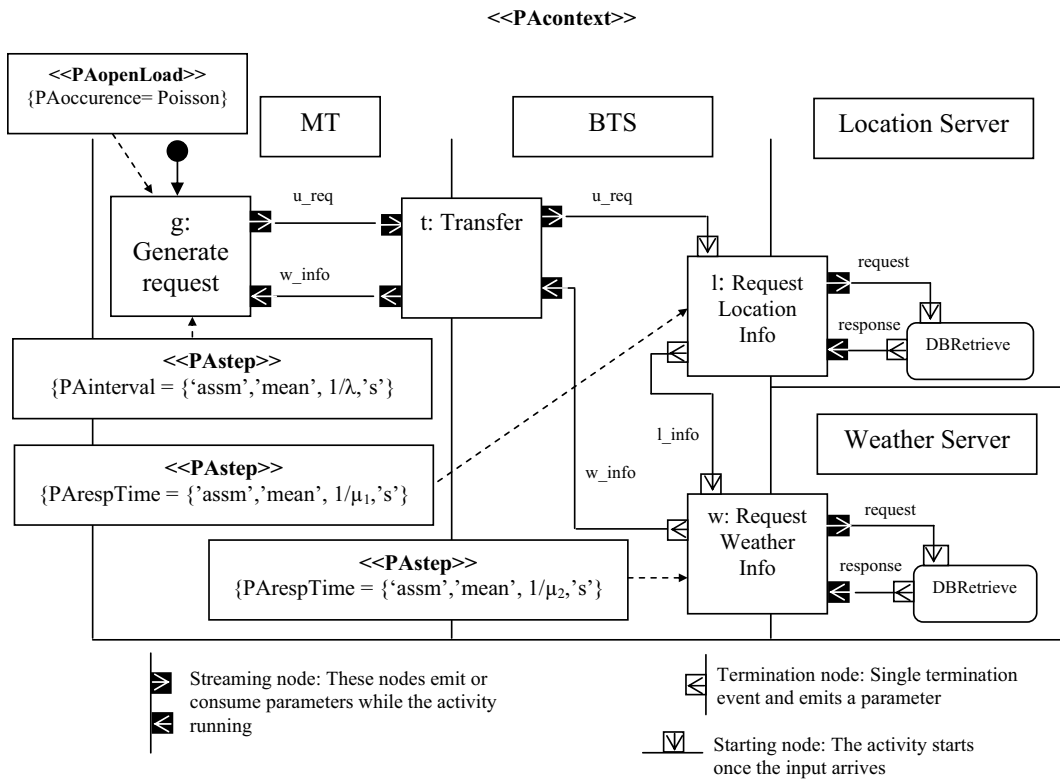 <<PAcontext>>
<<PAopenLoad>>
{PAoccurence= Poisson}
MT
BTS
Location Server
g:
Generate
request
u_req
w_info
t: Transfer
u_req
l: Request
Location
Info
request
response
DBRetrieve
<<PAstep>>
{PAinterval = {‘assm’,’mean’, 1/λ,’s’}
l_info
Weather Server
<<PAstep>>
{PArespTime = {’assm’,’mean’, 1/µ₁,’s’}
w_info
w: Request
Weather
Info
request
response
DBRetrieve
<<PAstep>>
{PArespTime = {‘assm’,’mean’, 1/µ₂,’s’}
Streaming node: These nodes emit or
consume parameters while the activity
running
Termination node: Single termination
event and emits a parameter
Starting node: The activity starts
once the input arrives